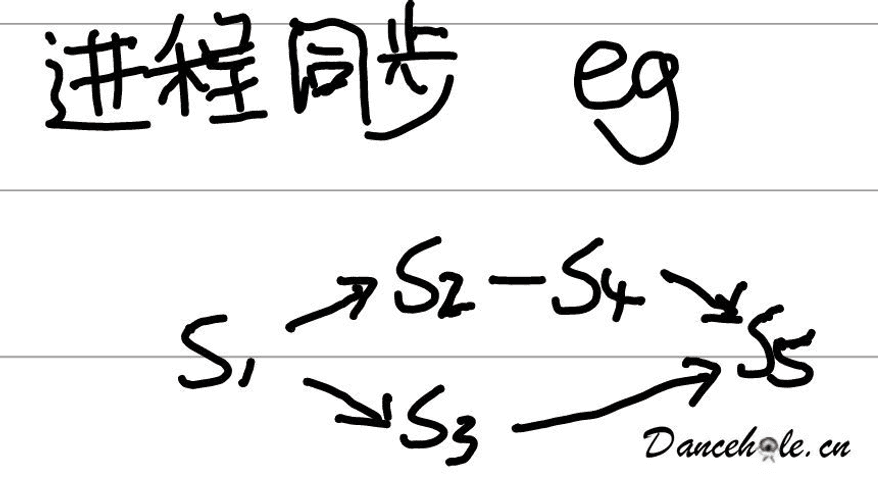 进程同步 eg
S2 — S4
S1
S5
S3
Dancehole.cn